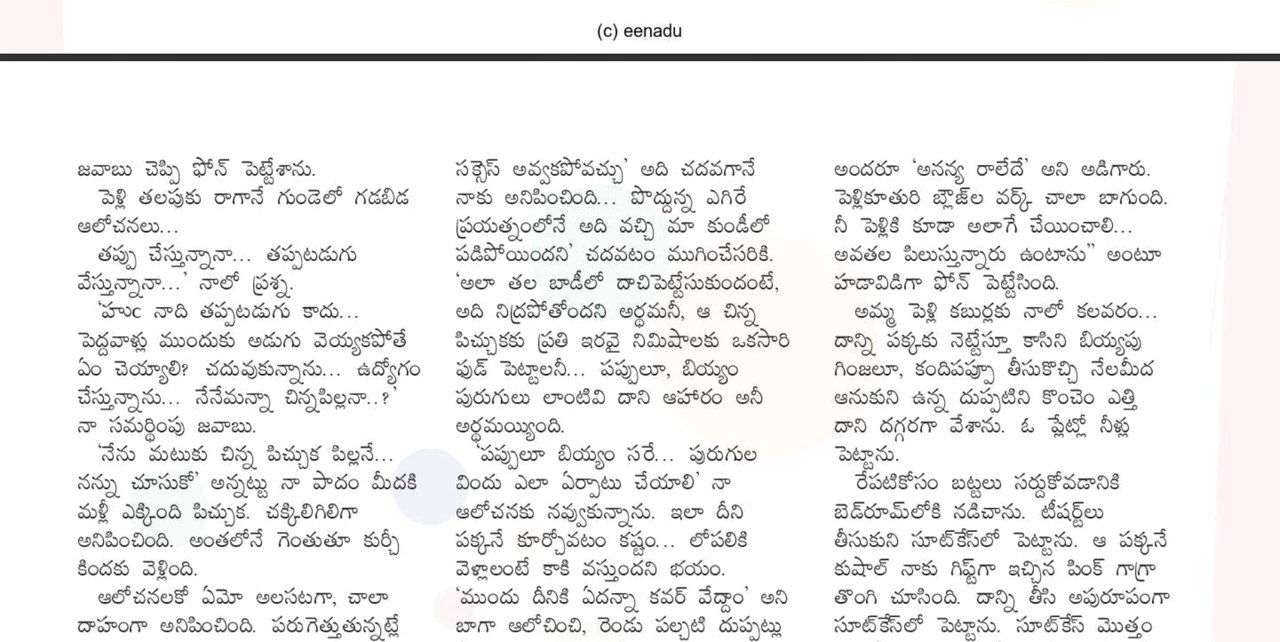 (c) eenadu
జవాబు చెప్పి ఫోన్ పెట్టేశాను.
పెళ్లి తలపుకు రాగానే గుండెలో గడబిడ
ఆలోచనలు...
తప్పు చేస్తున్నానా... తప్పటడుగు
వేస్తున్నానా...' నాలో ప్రశ్న.
'హుఁ నాది తప్పటడుగు కాదు...
పెద్దవాళ్లు ముందుకు అడుగు వెయ్యకపోతే
ఏం చెయ్యాలి? చదువుకున్నాను... ఉద్యోగం
చేస్తున్నాను... నేనేమన్నా చిన్నపిల్లనా..?'
నా సమర్థింపు జవాబు.
'నేను మటుకు చిన్న పిచ్చుక పిల్లనే...
నన్ను చూసుకో' అన్నట్టు నా పాదం మీదకి
మళ్లీ ఎక్కింది పిచ్చుక. చక్కిలిగిలిగా
అనిపించింది. అంతలోనే గెంతుతూ కుర్చీ
కిందకు వెళ్లింది.
ఆలోచనలకో ఏమో అలసటగా, చాలా
దాహంగా అనిపించింది. పరుగెత్తుతున్నట్లే
సక్సెస్ అవ్వకపోవచ్చు' అది చదవగానే
నాకు అనిపించింది... పొద్దున్న ఎగిరే
ప్రయత్నంలోనే అది వచ్చి మా కుండీలో
పడిపోయిందని' చదవటం ముగించేసరికి.
'అలా తల బాడీలో దాచిపెట్టేసుకుందంటే,
అది నిద్రపోతోందని అర్థమనీ, ఆ చిన్న
పిచ్చుకకు ప్రతి ఇరవై నిమిషాలకు ఒకసారి
ఫుడ్ పెట్టాలనీ... పప్పులూ, బియ్యం
పురుగులు లాంటివి దాని ఆహారం అనీ
అర్థమయ్యింది.
'పప్పులూ బియ్యం సరే... పురుగుల
విందు ఎలా ఏర్పాటు చేయాలి' నా
ఆలోచనకు నవ్వుకున్నాను. ఇలా దీని
పక్కనే కూర్చోవటం కష్టం... లోపలికి
వెళ్లాలంటే కాకి వస్తుందని భయం.
'ముందు దీనికి ఏదన్నా కవర్ వేద్దాం' అని
బాగా ఆలోచించి, రెండు పల్చటి దుప్పట్లు
అందరూ 'అనన్య రాలేదే' అని అడిగారు.
పెళ్లికూతురి బ్లౌజ్‌ల వర్క్ చాలా బాగుంది.
నీ పెళ్లికి కూడా అలాగే చేయించాలి...
అవతల పిలుస్తున్నారు ఉంటాను" అంటూ
హడావిడిగా ఫోన్ పెట్టేసింది.
అమ్మ పెళ్లి కబుర్లకు నాలో కలవరం...
దాన్ని పక్కకు నెట్టేస్తూ కాసిని బియ్యపు
గింజలూ, కందిపప్పూ తీసుకొచ్చి నేలమీద
ఆనుకుని ఉన్న దుప్పటిని కొంచెం ఎత్తి
దాని దగ్గరగా వేశాను. ఓ ప్లేట్లో నీళ్లు
పెట్టాను.
రేపటికోసం బట్టలు సర్దుకోవడానికి
బెడ్‌రూమ్‌లోకి నడిచాను. టీషర్ట్‌లు
తీసుకుని సూట్‌కేస్‌లో పెట్టాను. ఆ పక్కనే
కుషాల్ నాకు గిఫ్ట్‌గా ఇచ్చిన పింక్ గాగ్రా
తొంగి చూసింది. దాన్ని తీసి అపురూపంగా
సూట్‌కేస్‌లో పెట్టాను. సూట్‌కేస్ మొత్తం